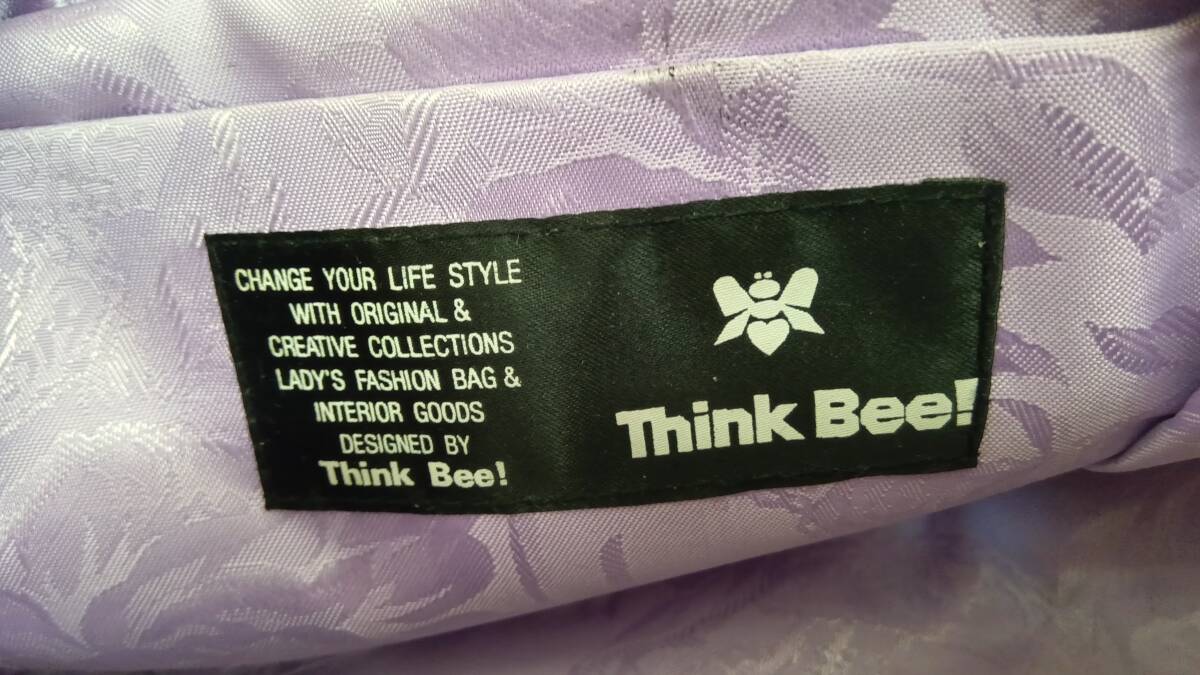 CHANGE YOUR LiFE STYLE
WITH ORIGINAL &
CREATIVE COLLECTIONS
LADY'S FASHION BAG &
INTERIOR GOODS
DESIGNED BY
Think Bee!
Think Bee!